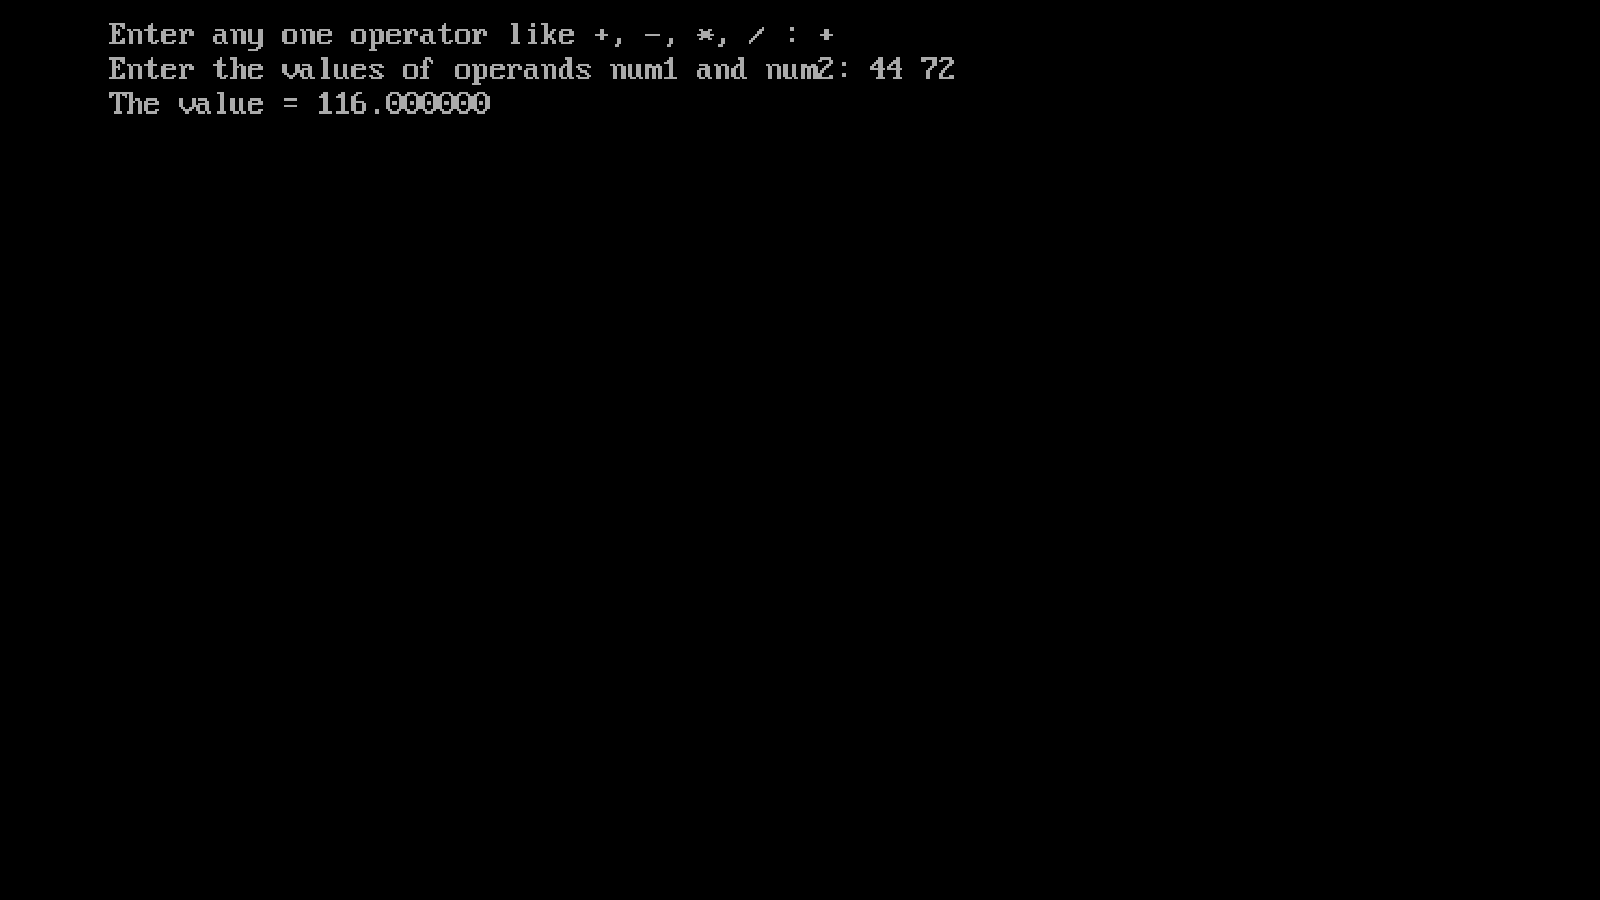 Enter any one operator like +, -, *, / : +
Enter the values of operands num1 and num2: 44 72
The value = 116.000000